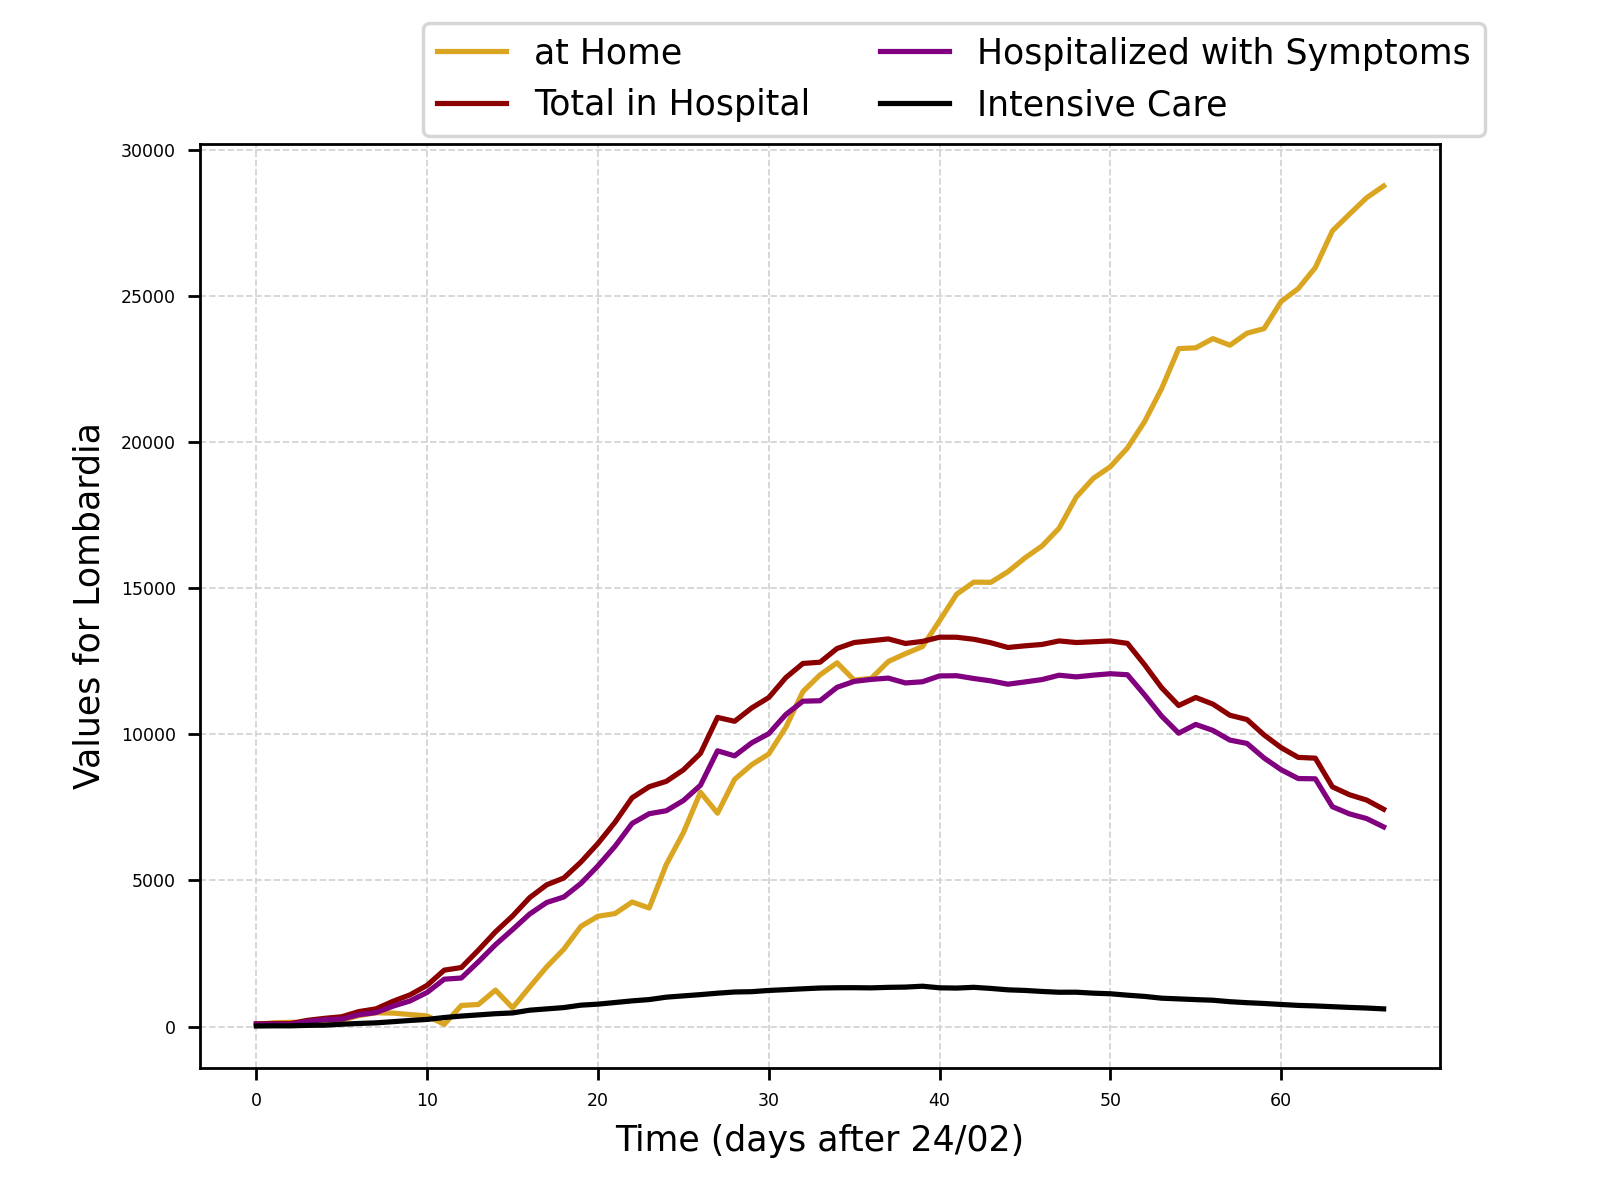 at Home
Total in Hospital
Hospitalized with Symptoms
Intensive Care
30000
25000
20000
15000
10000
5000
0
Values for Lombardia
0 10 20 30 40 50 60
Time (days after 24/02)